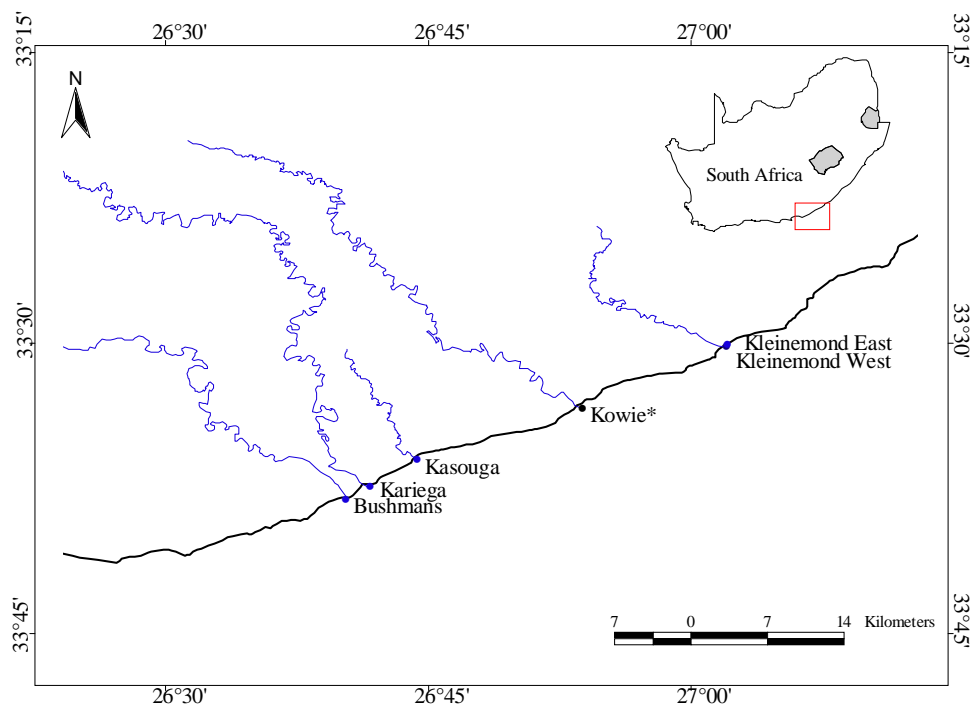 26°30' 26°45' 27°00'
33°15' 33°15'
N
South Africa
33°30' 33°30'
Kleinemond East
Kleinemond West
Kowie*
Kasouga
Kariega
Bushmans
7 0 7 14 Kilometers
33°45' 33°45'
26°30' 26°45' 27°00'